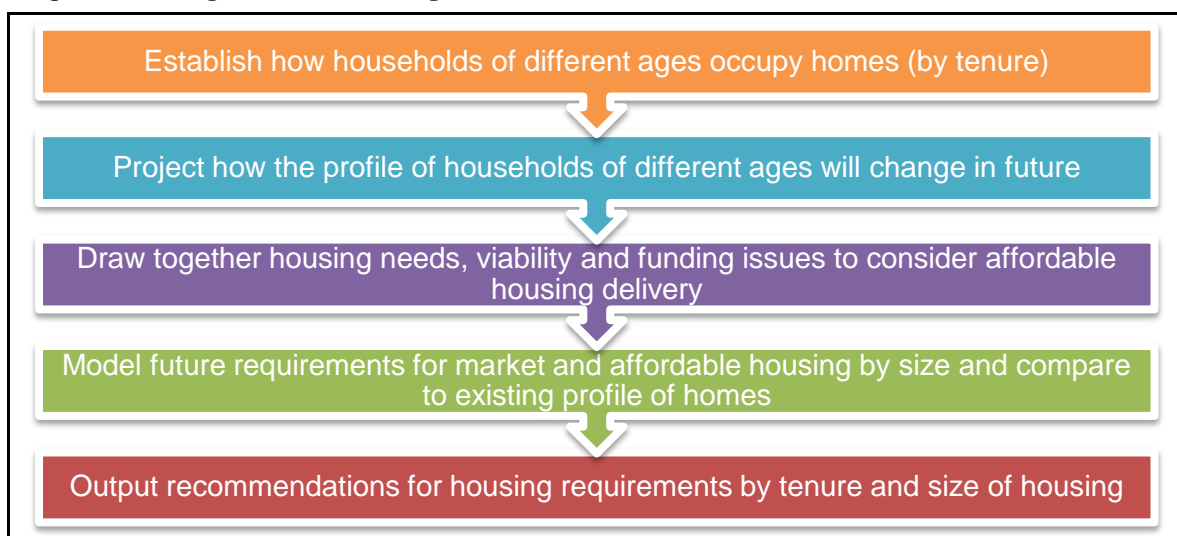 Establish how households of different ages occupy homes (by tenure)
Project how the profile of households of different ages will change in future
Draw together housing needs, viability and funding issues to consider affordable
housing delivery
Model future requirements for market and affordable housing by size and compare
to existing profile of homes
Output recommendations for housing requirements by tenure and size of housing